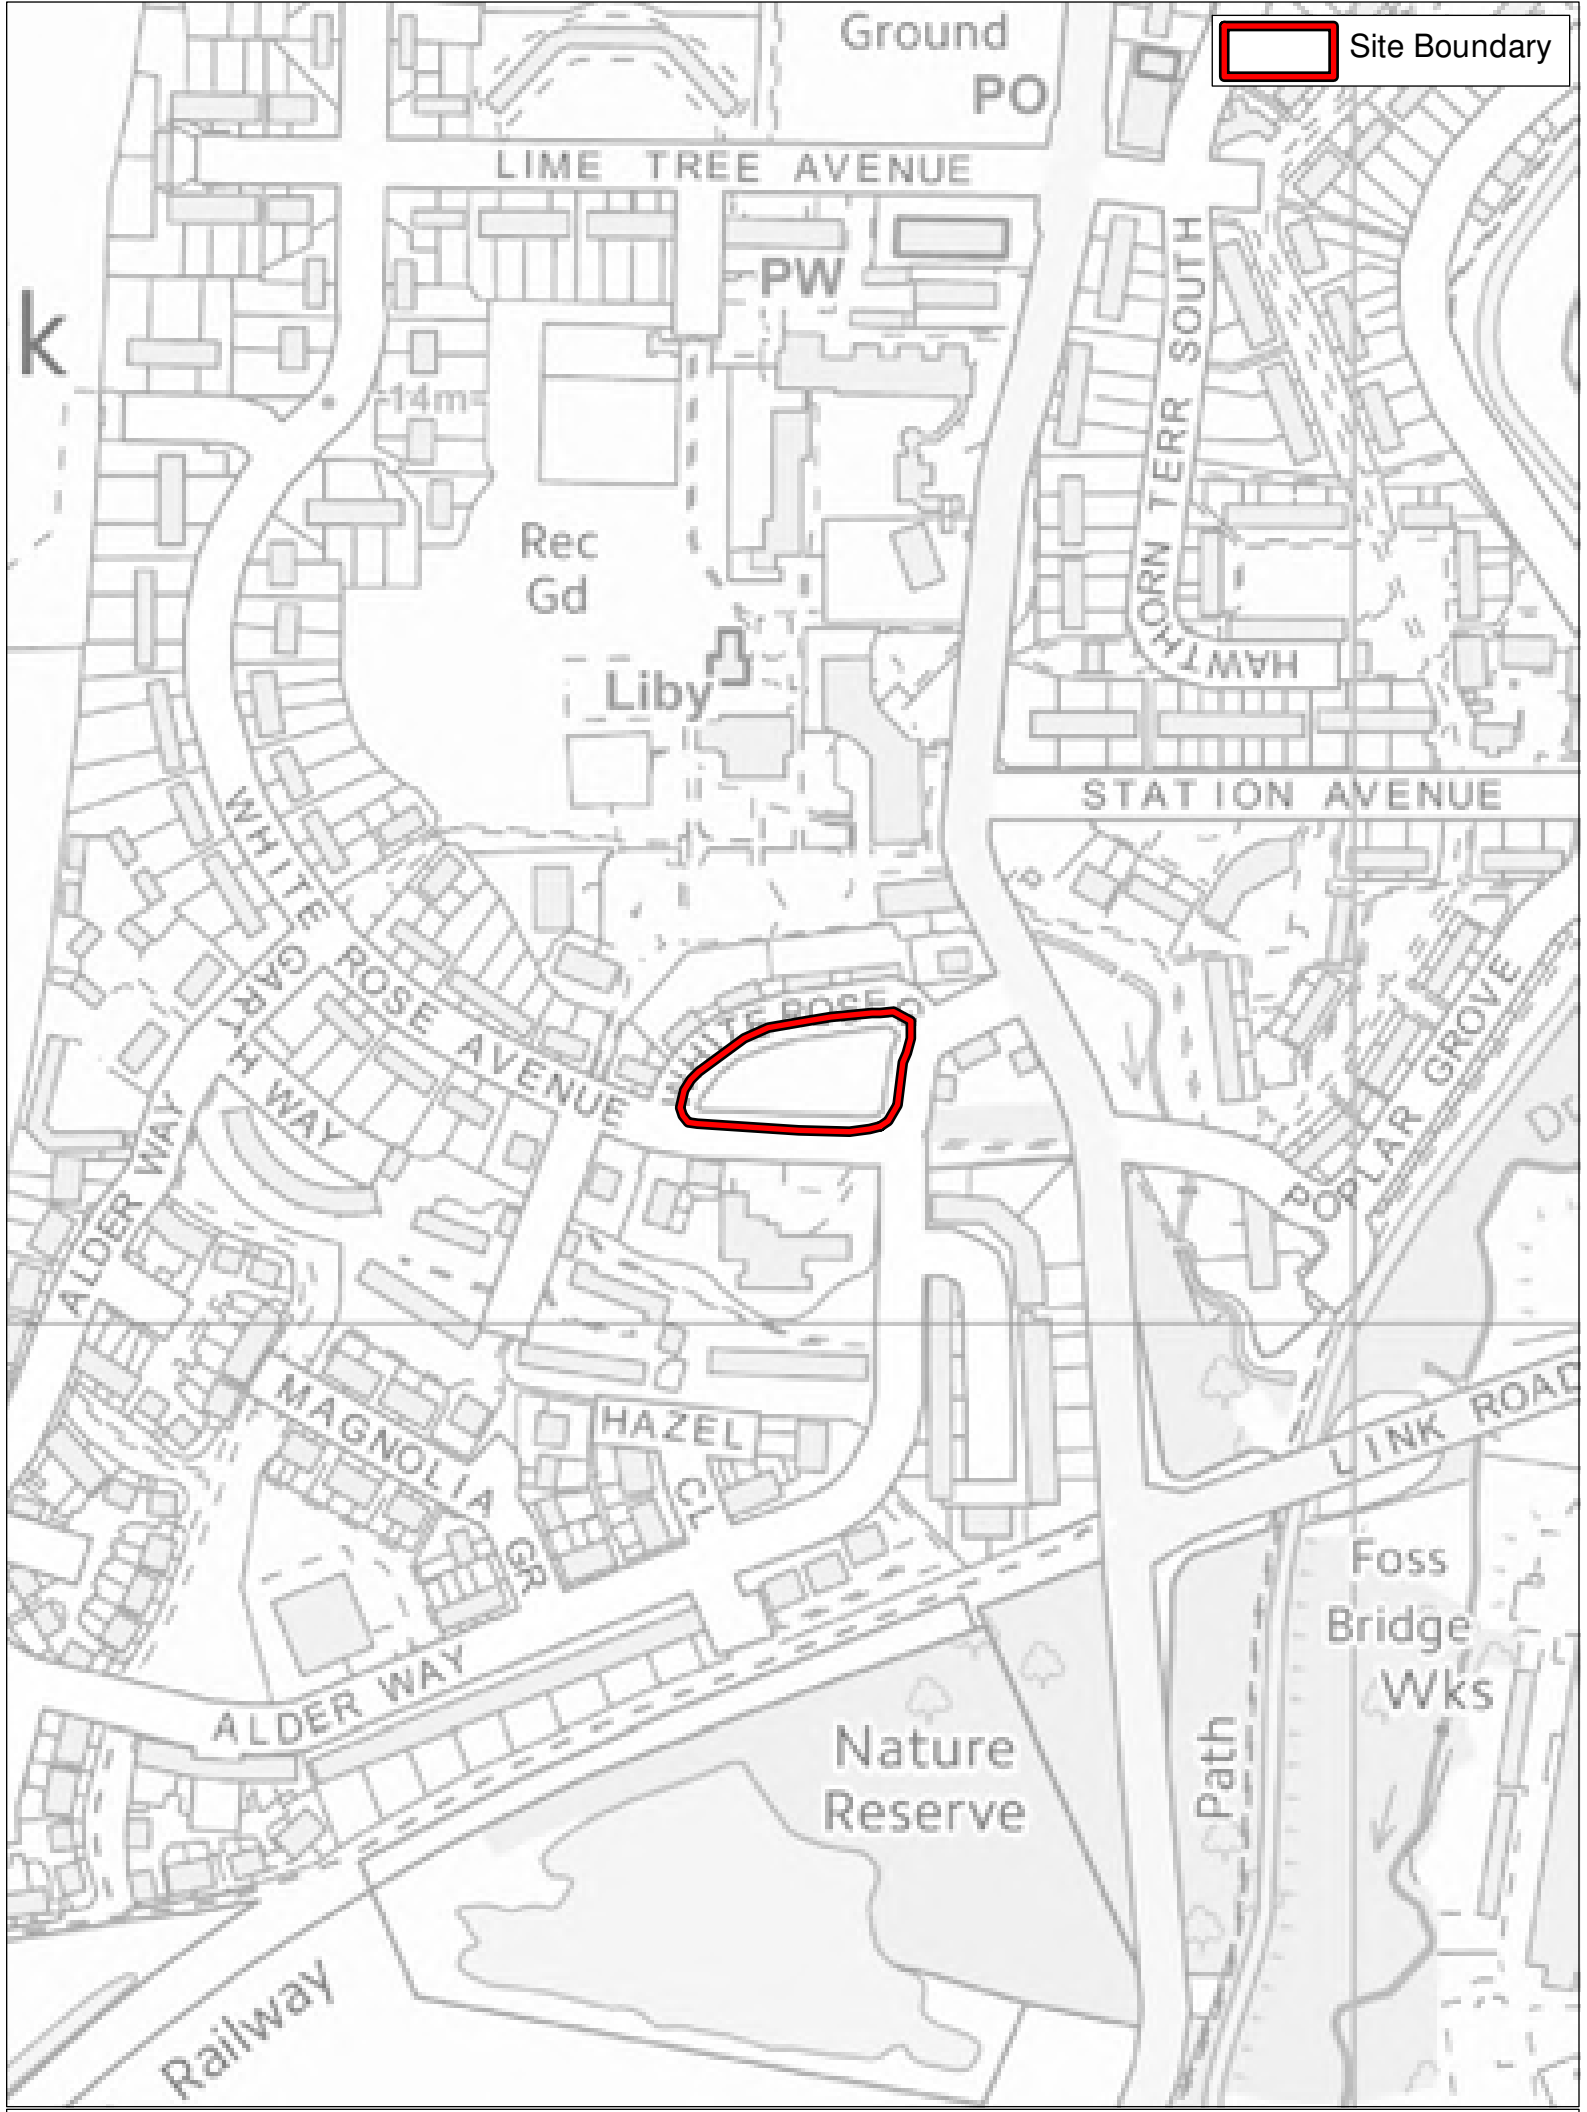 Ground
Site Boundary
PO
LIME TREE AVENUE
PW
k
HAWTHORN TERR SOUTH
14m
Rec
Gd
Liby
STATION AVENUE
WHITE ROSE AVENUE
GARTH WAY
WHITE ROSE
POPLAR GROVE
ALDER WAY
MAGNOLIA GR
HAZEL CL
LINK ROAD
Foss
Bridge
Wks
ALDER WAY
Nature
Reserve
Path
Railway